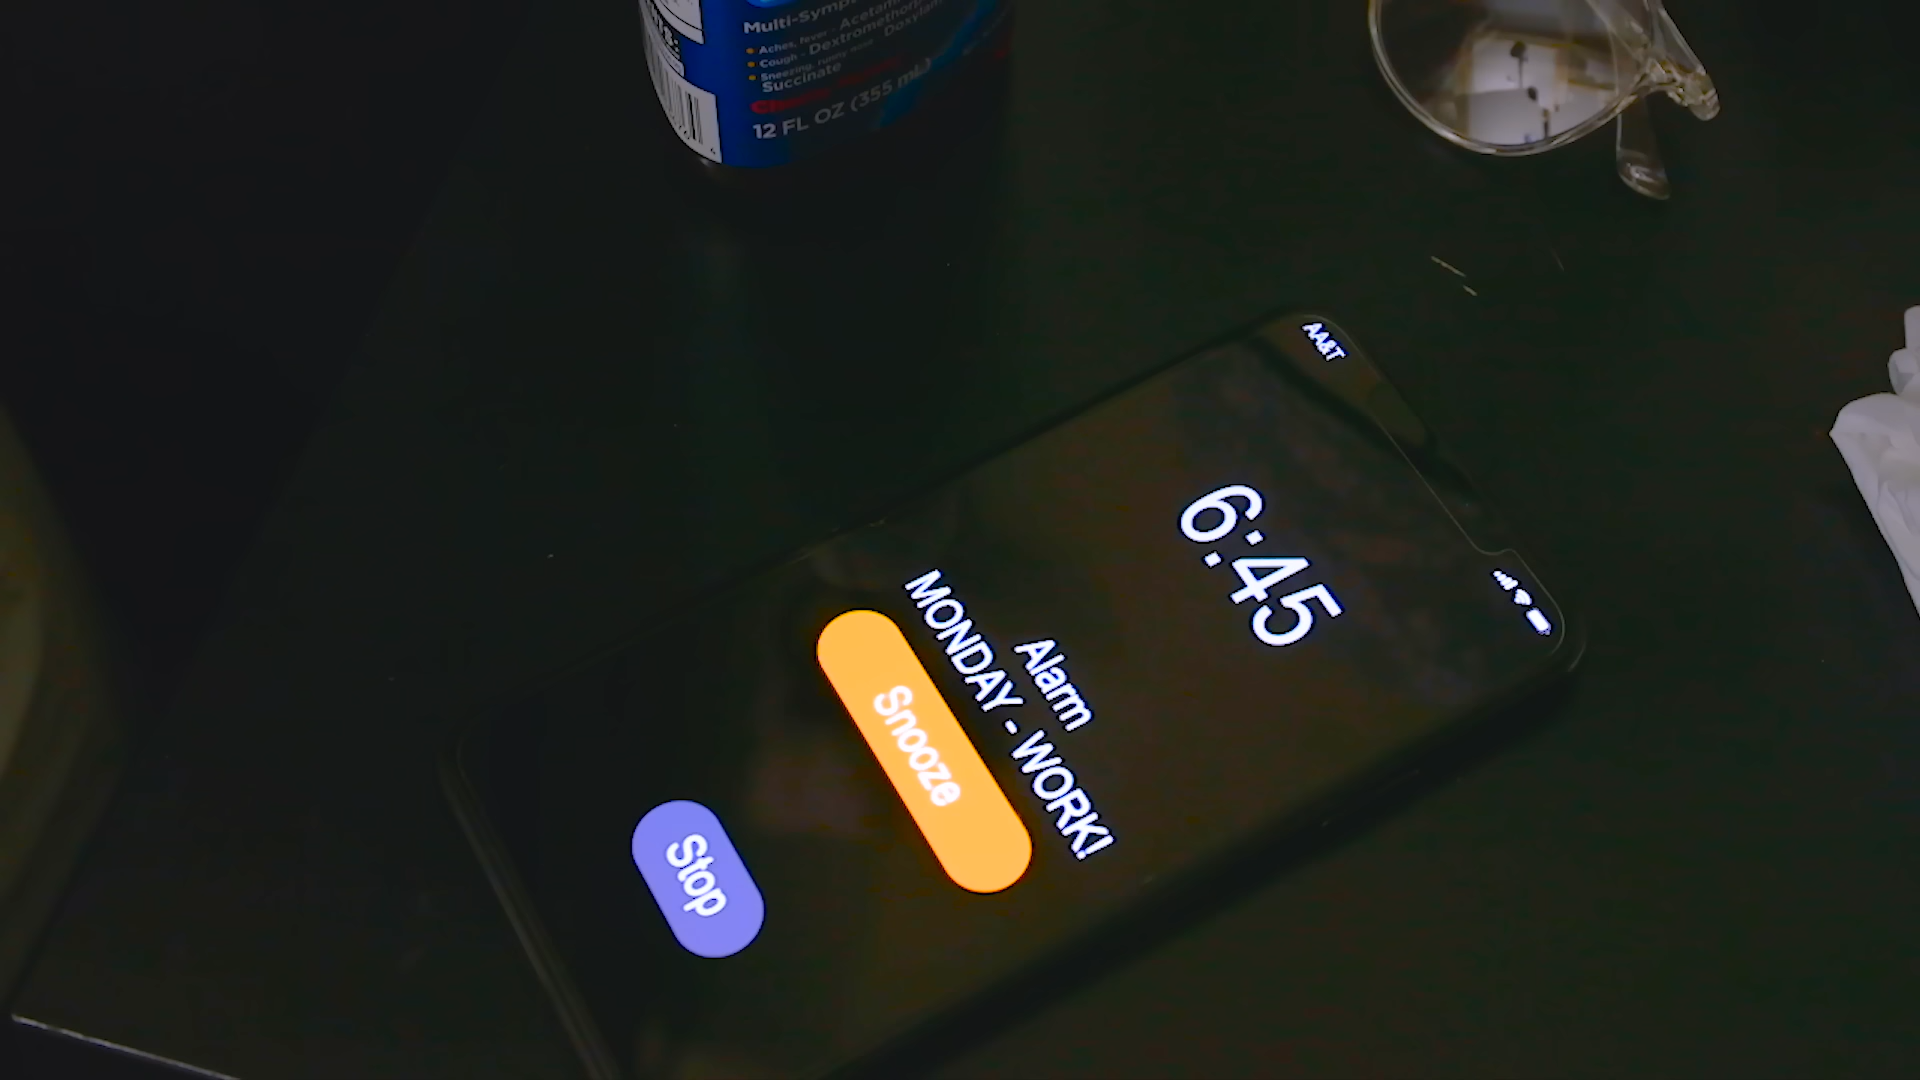 Multi-Symp
Aches, fever - Acetam
Cough - Dextromethorp
Sneezing, runny nose - Doxylam
Succinate
12 FL OZ (355 mL)
AA&T
6:45
Alarm
MONDAY - WORK!
Snooze
Stop